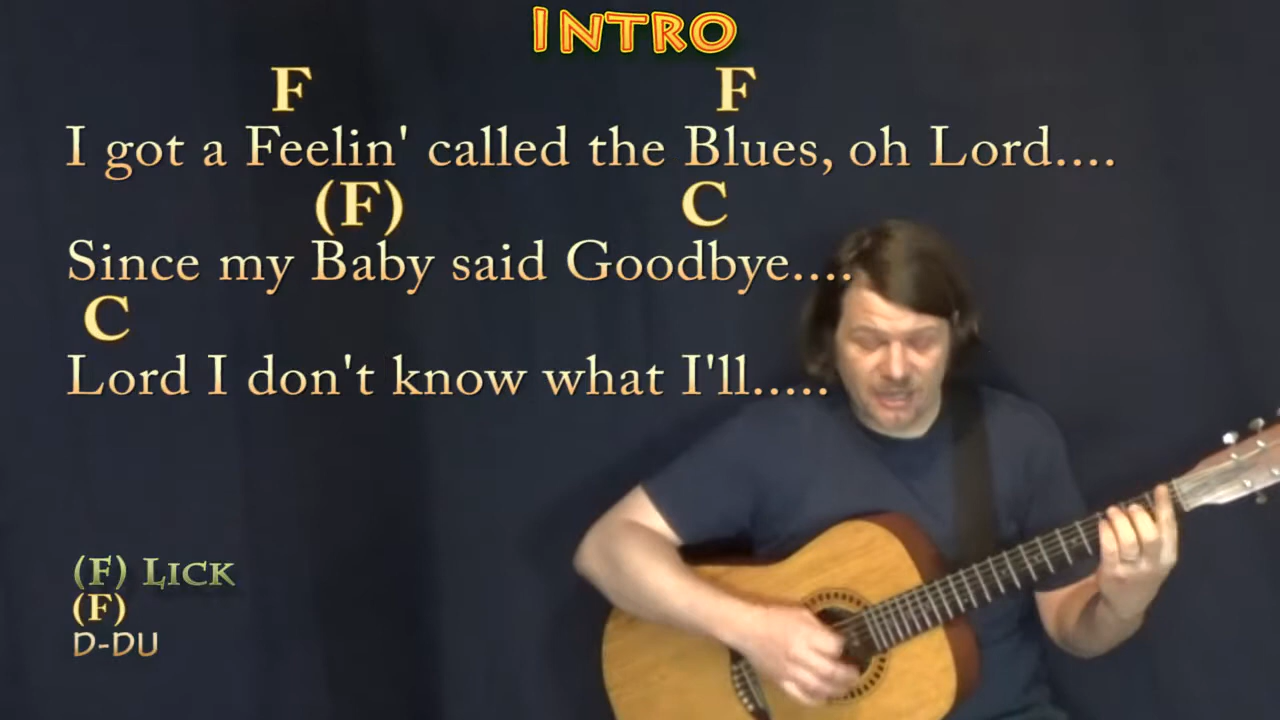 INTRO
F F
I got a Feelin' called the Blues, oh Lord....
(F) C
Since my Baby said Goodbye....
C
Lord I don't know what I'll.....
(F) LICK
(F)
D-DU